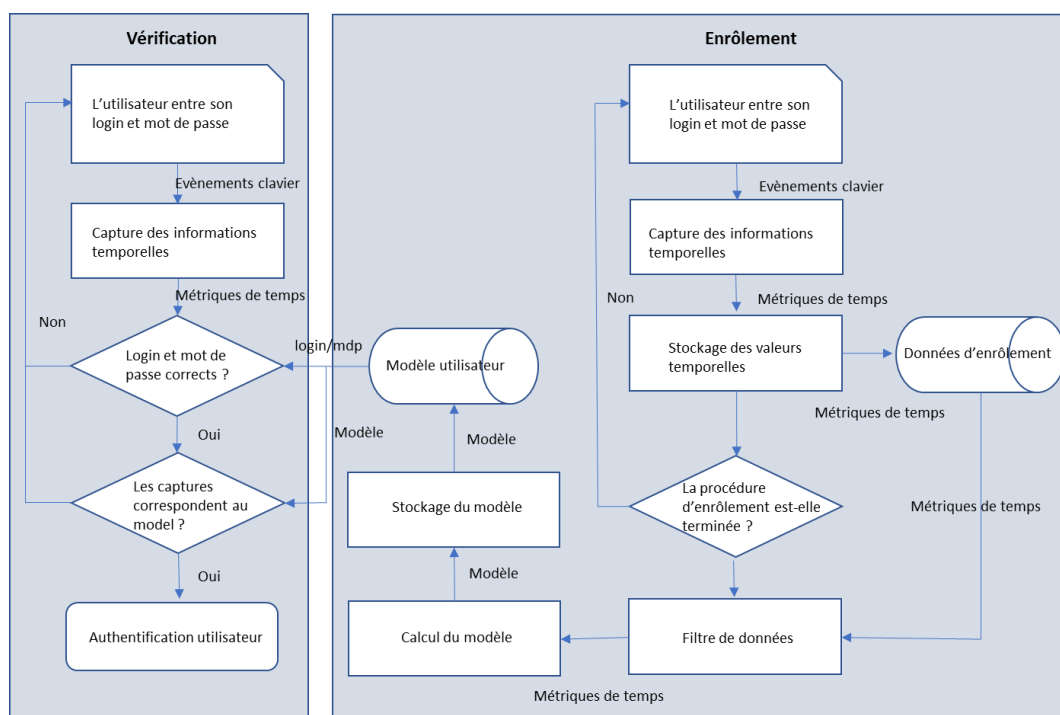 Vérification
L'utilisateur entre son
login et mot de passe
Evènements clavier
Capture des informations
temporelles
Métriques de temps
Non
Login et mot de
passe corrects ?
login/mdp
Oui
Modèle
Les captures
correspondent au
model ?
Oui
Authentification utilisateur
Enrôlement
L'utilisateur entre son
login et mot de passe
Evènements clavier
Capture des informations
temporelles
Non
Métriques de temps
Stockage des valeurs
temporelles
Données d'enrôlement
Métriques de temps
La procédure
d'enrôlement est-elle
terminée ?
Métriques de temps
Filtre de données
Métriques de temps
Calcul du modèle
Modèle
Stockage du modèle
Modèle
Modèle utilisateur